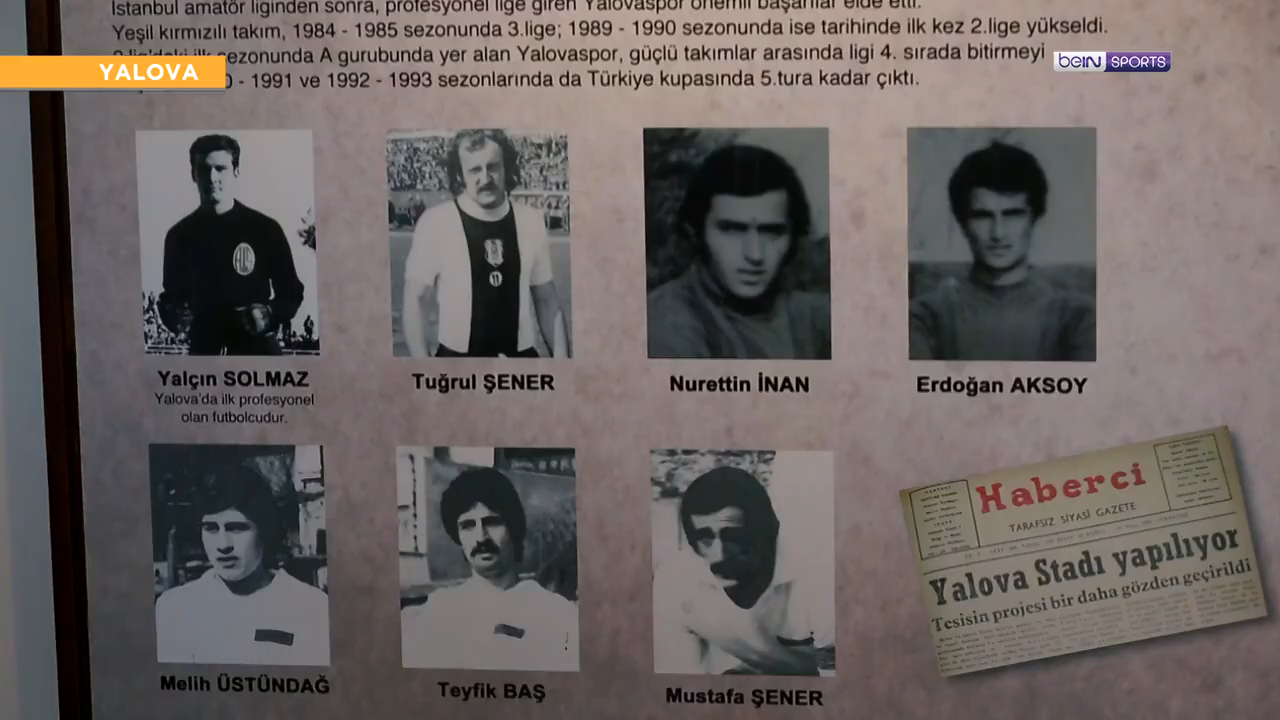 İstanbul amatör liginden sonra, profesyonel lige giren Yalovaspor önemli başarılar elde etti.
Yeşil kırmızılı takım, 1984 - 1985 sezonunda 3.lige; 1989 - 1990 sezonunda ise tarihinde ilk kez 2.lige yükseldi.
ilk sezonunda A gurubunda yer alan Yalovaspor, güçlü takımlar arasında ligi 4. sırada bitirmeyi
- 1991 ve 1992 - 1993 sezonlarında da Türkiye kupasında 5.tura kadar çıktı.
YALOVA
beIN SPORTS
Yalçın SOLMAZ
Yalova'da ilk profesyonel
olan futbolcudur.
Tuğrul ŞENER
Nurettin İNAN
Erdoğan AKSOY
Melih ÜSTÜNDAĞ
Teyfik BAŞ
Mustafa ŞENER
Haberci
TARAFSIZ SİYASİ GAZETE
Yalova Stadı yapılıyor
Tesisin projesi bir daha gözden geçirildi
11